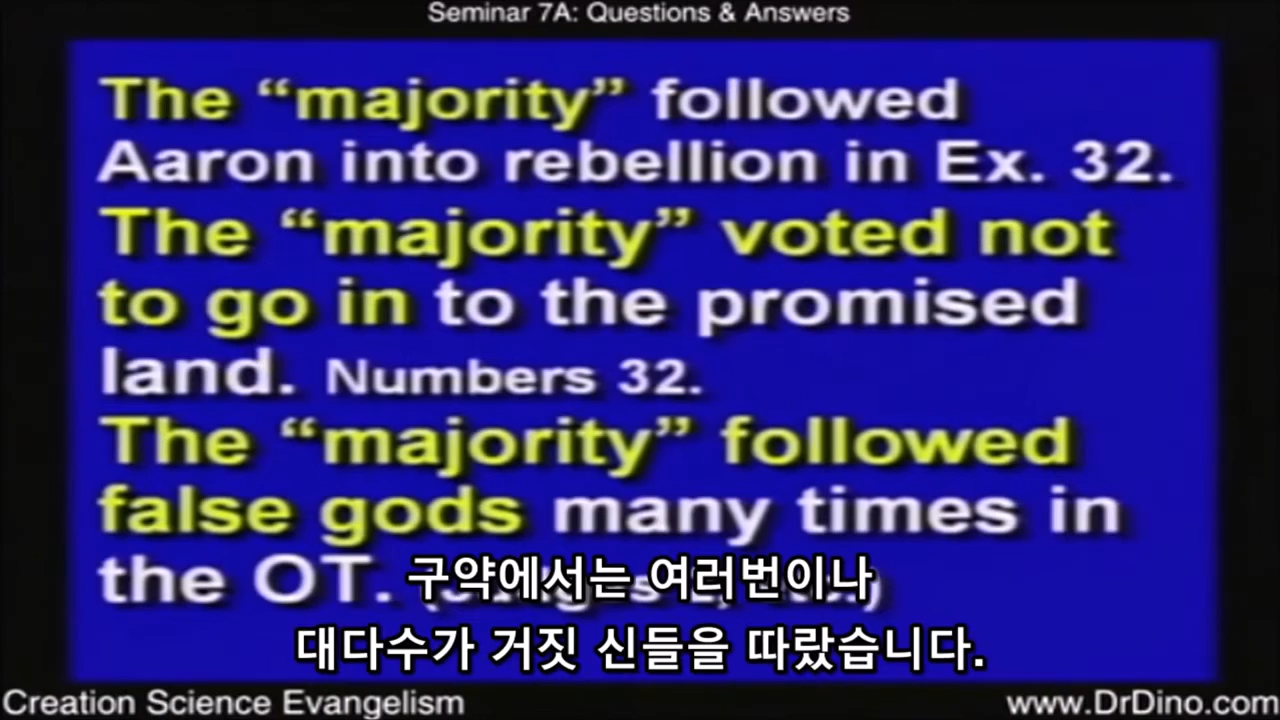 Seminar 7A: Questions & Answers
The “majority” followed
Aaron into rebellion in Ex. 32.
The “majority” voted not
to go in to the promised
land. Numbers 32.
The “majority” followed
false gods many times in
the OT.
구약에서는 여러번이나
대다수가 거짓 신들을 따랐습니다.
Creation Science Evangelism
www.DrDino.com